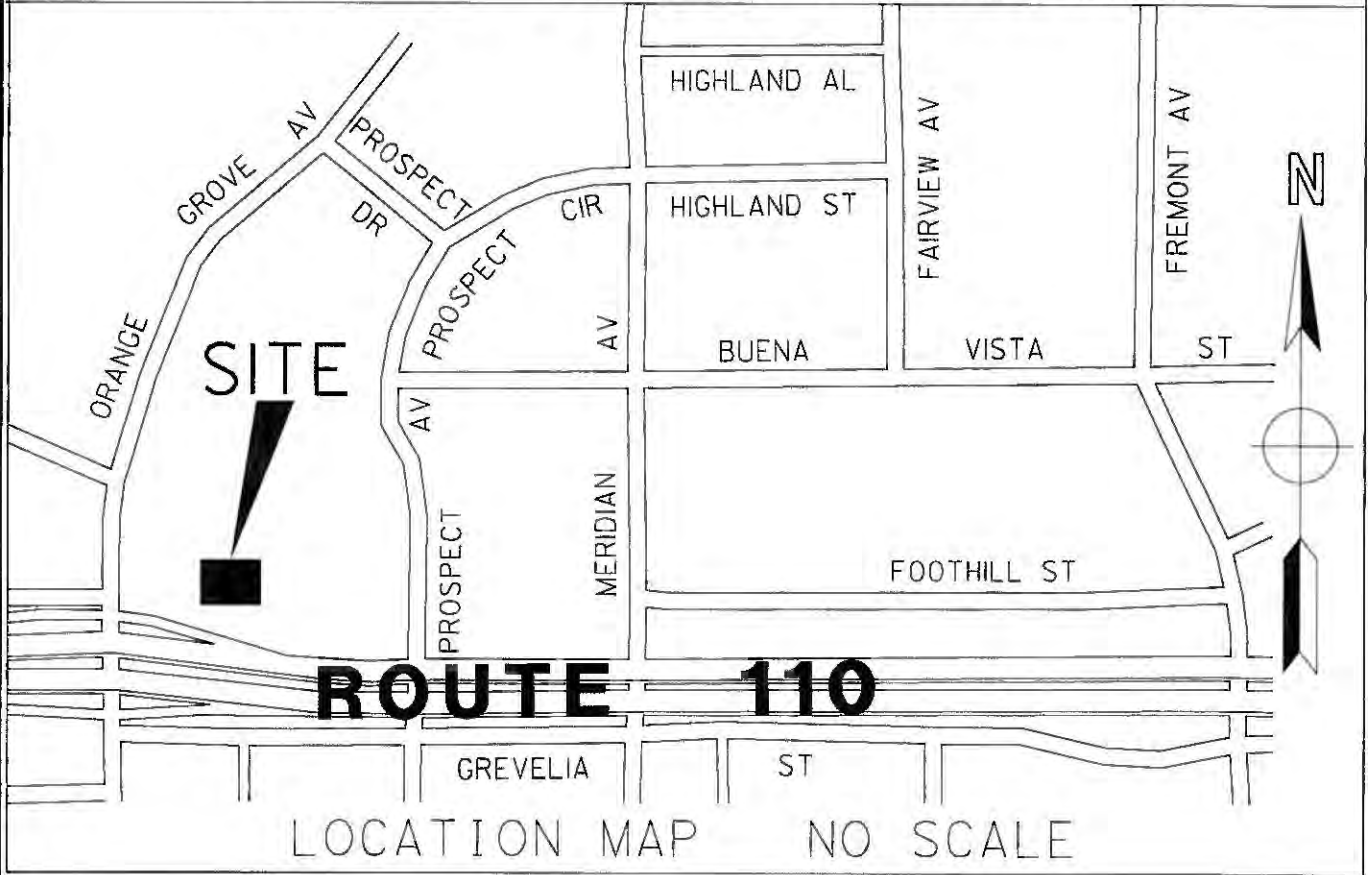 HIGHLAND AL
ORANGE GROVE AV
PROSPECT DR
PROSPECT CIR
HIGHLAND ST
FAIRVIEW AV
FREMONT AV
N
SITE
BUENA VISTA ST
PROSPECT AV
MERIDIAN AV
FOOTHILL ST
ROUTE 110
GREVELIA ST
LOCATION MAP NO SCALE